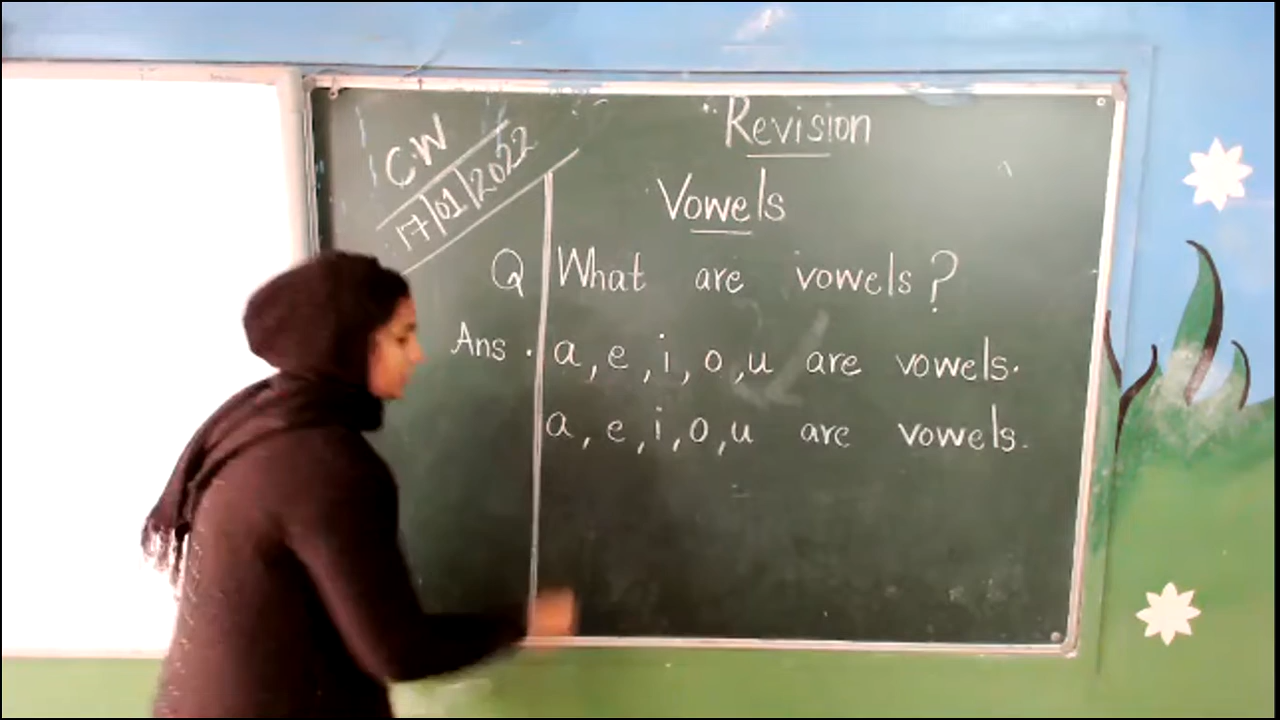 C.W
17/01/2022
Revision
Vowels
Q What are vowels?
Ans. a, e, i, o, u are vowels.
a, e, i, o, u are vowels.